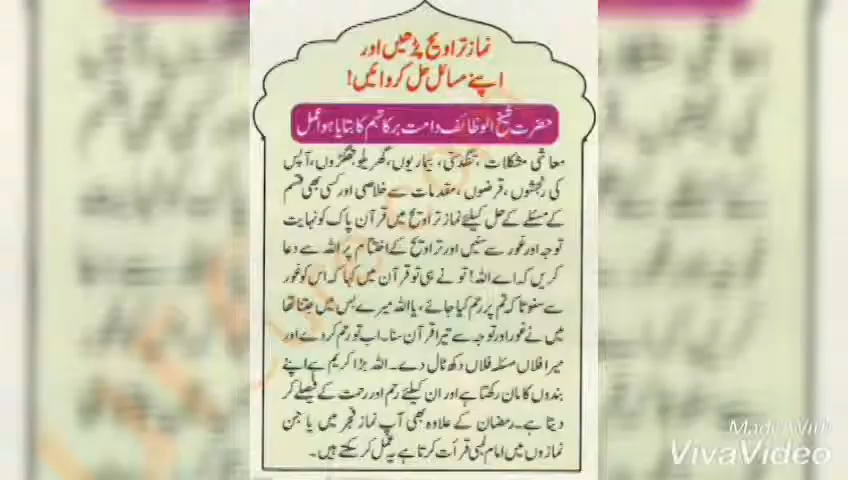 نماز تراویح پڑھیں اور
اپنے مسائل حل کروائیں!
حضرت شیخ الوظائف دامت برکاتہم کا بتایا ہوا عمل
معاشی مشکلات، تنگدستی، بیماریوں، گھریلو جھگڑوں، آپس
کی رنجشوں، قرضوں، مقدمات سے خلاصی اور کسی بھی قسم
کے مسئلے کے حل کیلئے نماز تراویح میں قرآن پاک کو نہایت
توجہ اور غور سے سنیں اور تراویح کے اختتام پر اللہ سے دعا
کریں کہ اے اللہ! تو نے ہی تو قرآن میں کہا کہ اس کو غور
سے سنو تاکہ تم پر رحم کیا جائے، یا اللہ میرے بس میں جتنا تھا
میں نے غور اور توجہ سے تیرا قرآن سنا۔ اب تو رحم کر دے اور
میرا فلاں مسئلہ فلاں دکھ ٹال دے۔ اللہ بڑا کریم ہے اپنے
بندوں کا مان رکھتا ہے اور ان کیلئے رحم اور رحمت کے فیصلے کر
دیتا ہے۔ رمضان کے علاوہ بھی آپ نماز فجر میں یا جن
نمازوں میں امام لمبی قرأت کرتا ہے یہ عمل کر سکتے ہیں۔
Made With
VivaVideo